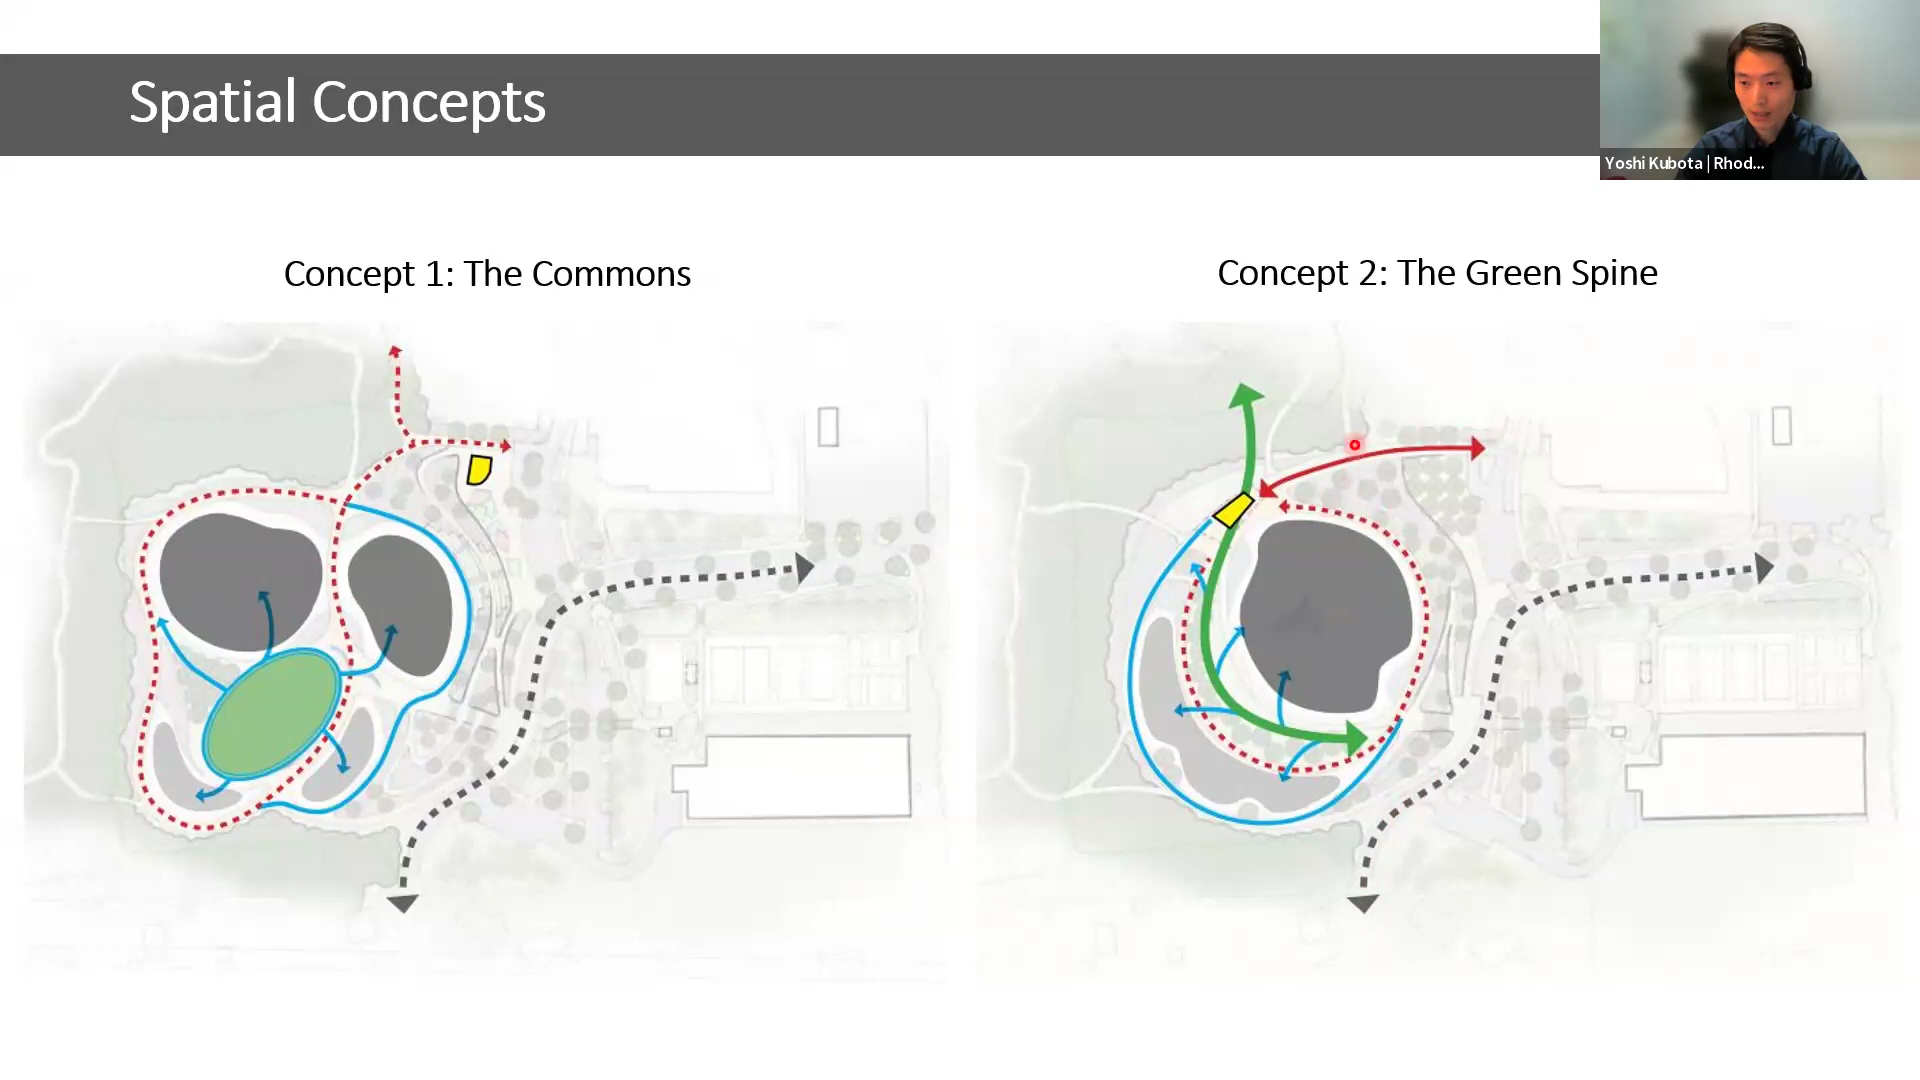 Spatial Concepts
Yoshi Kubota | Rhod...
Concept 1: The Commons
Concept 2: The Green Spine